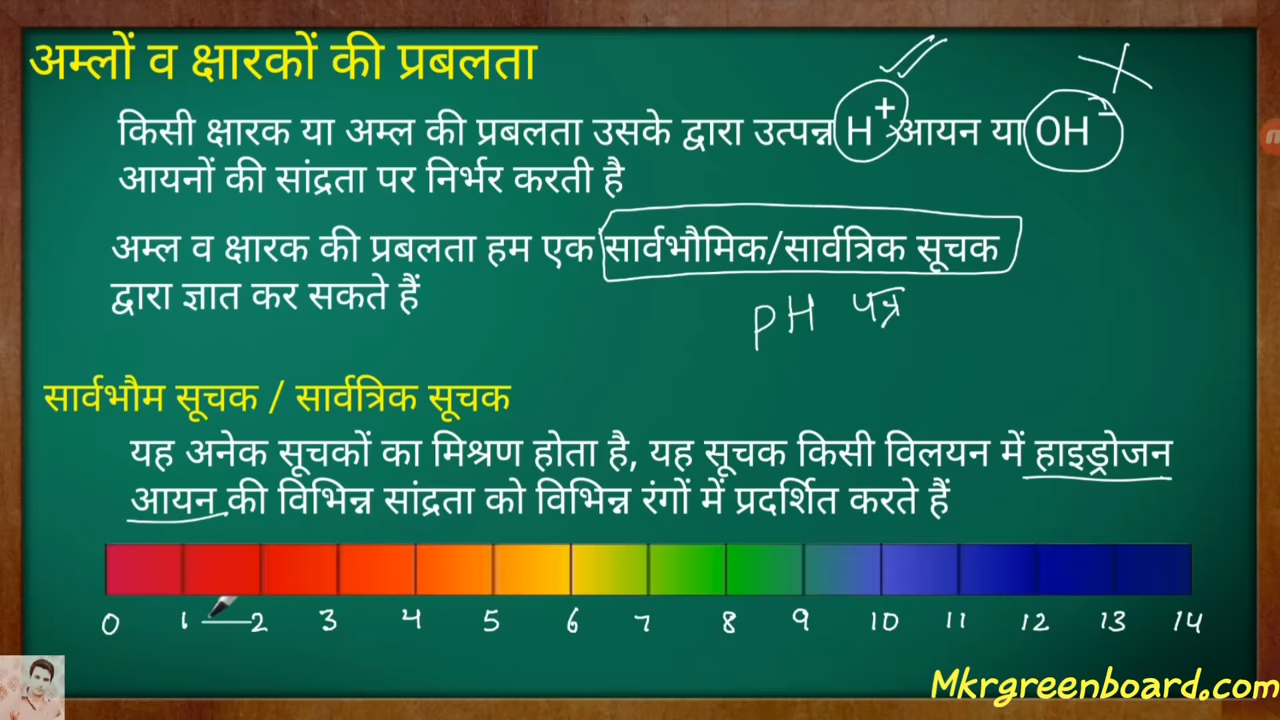 अम्लों व क्षारकों की प्रबलता
किसी क्षारक या अम्ल की प्रबलता उसके द्वारा उत्पन्न H⁺ आयन या OH⁻
आयनों की सांद्रता पर निर्भर करती है
अम्ल व क्षारक की प्रबलता हम एक सार्वभौमिक/सार्वत्रिक सूचक
द्वारा ज्ञात कर सकते हैं
pH पत्र
सार्वभौम सूचक / सार्वत्रिक सूचक
यह अनेक सूचकों का मिश्रण होता है, यह सूचक किसी विलयन में हाइड्रोजन
आयन की विभिन्न सांद्रता को विभिन्न रंगों में प्रदर्शित करते हैं
0 1 2 3 4 5 6 7 8 9 10 11 12 13 14
Mkrgreenboard.com